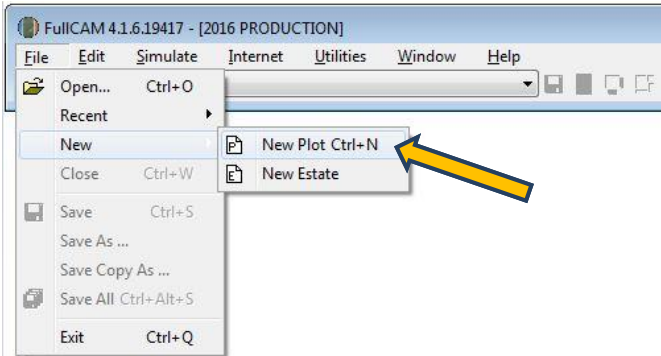 FullCAM 4.1.6.19417 - [2016 PRODUCTION]
File Edit Simulate Internet Utilities Window Help
Open... Ctrl+O
Recent
New
New Plot Ctrl+N
Close Ctrl+W
New Estate
Save Ctrl+S
Save As ...
Save Copy As ...
Save All Ctrl+Alt+S
Exit Ctrl+Q